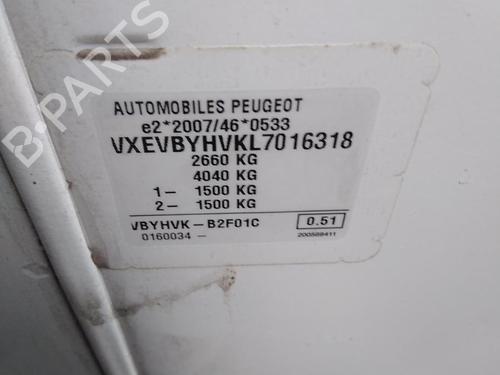 AUTOMOBILES PEUGEOT
e2*2007/46*0533
VXEVBYHVKL7016318
2660 KG
4040 KG
1- 1500 KG
2- 1500 KG
VBYHVK-B2F01C 0.51
0160034 - 200589411
B-PARTS